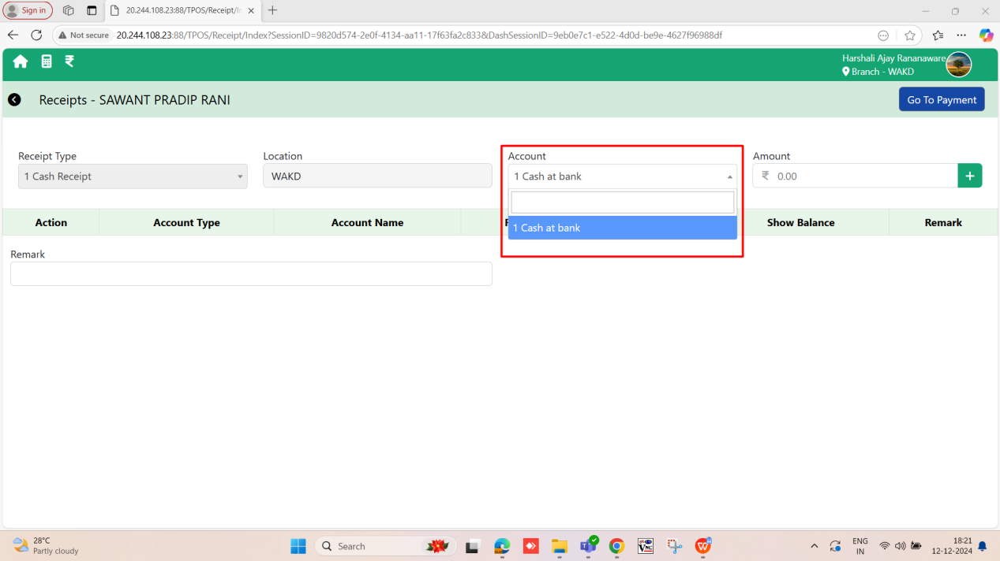 Sign in
20.244.108.23:88/TPOS/Receipt/I
Not secure
20.244.108.23:88/TPOS/Receipt/Index?SessionID=9820d574-2e0f-4134-aa11-17f63fa2c833&DashSessionID=9eb0e7c1-e522-4d0d-be9e-4627f96988df
₹
Harshali Ajay Rananaware
Branch - WAKD
Receipts - SAWANT PRADIP RANI
Go To Payment
Receipt Type
Location
Account
Amount
1 Cash Receipt
WAKD
1 Cash at bank
₹ 0.00
+
Action
Account Type
Account Name
Show Balance
Remark
1 Cash at bank
Remark
28°C
Partly cloudy
Search
VNC
ENG
IN
18:21
12-12-2024